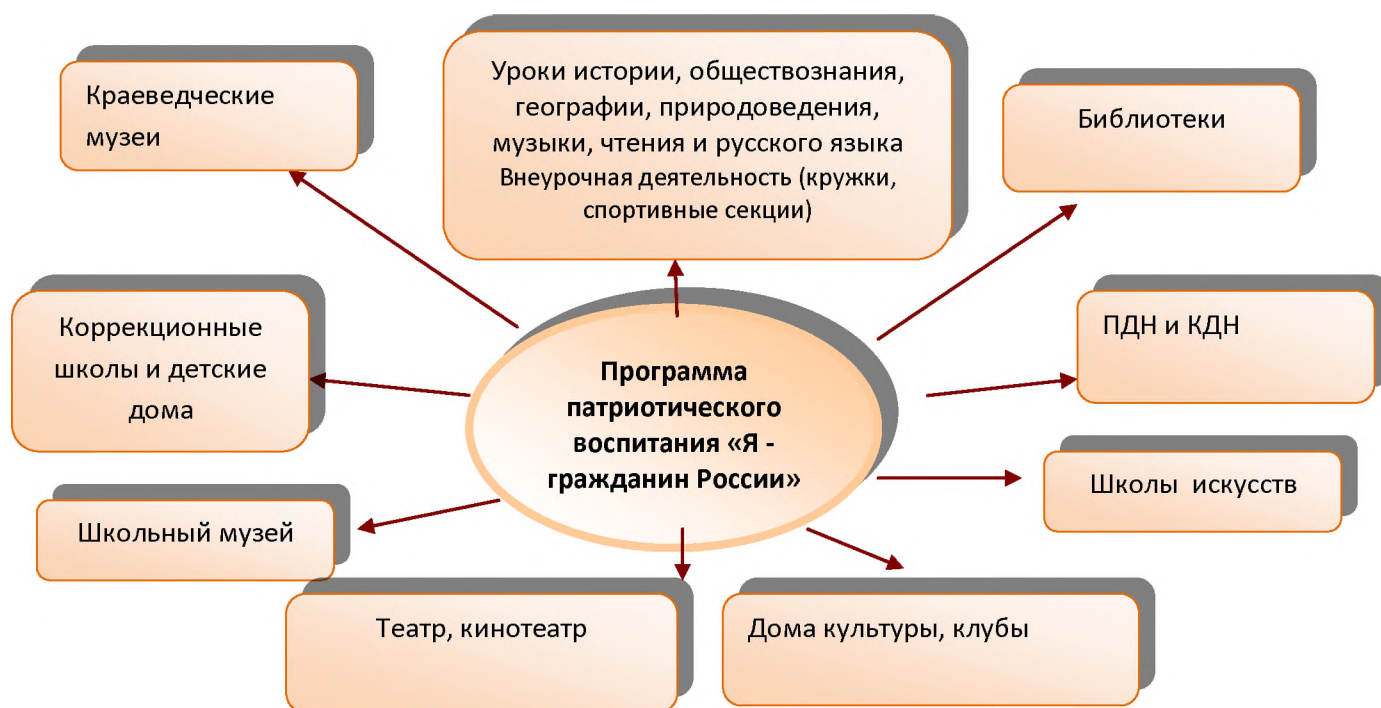 Краеведческие
музеи
Уроки истории, обществознания,
географии, природоведения,
музыки, чтения и русского языка
Внеурочная деятельность (кружки,
спортивные секции)
Библиотеки
Коррекционные
школы и детские
дома
Программа
патриотического
воспитания «Я -
гражданин России»
ПДН и КДН
Школьный музей
Школы искусств
Театр, кинотеатр
Дома культуры, клубы